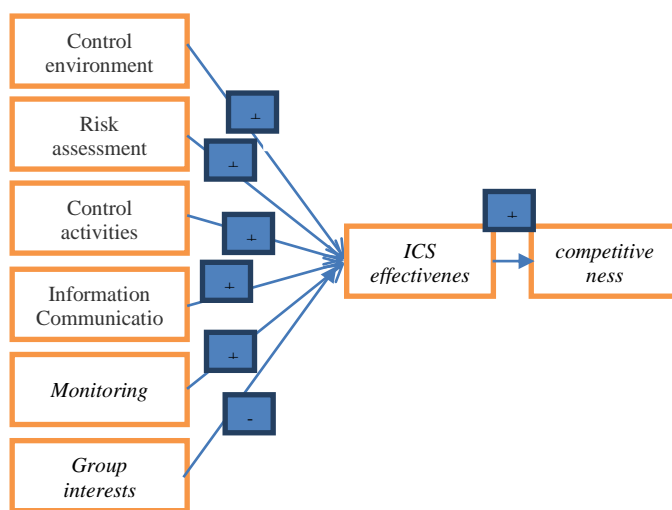 Control
environment
+
Risk
assessment
+
Control
activities
+
Information
Communicatio
+
Monitoring
+
Group
interests
-
ICS
effectivenes
+
competitive
ness